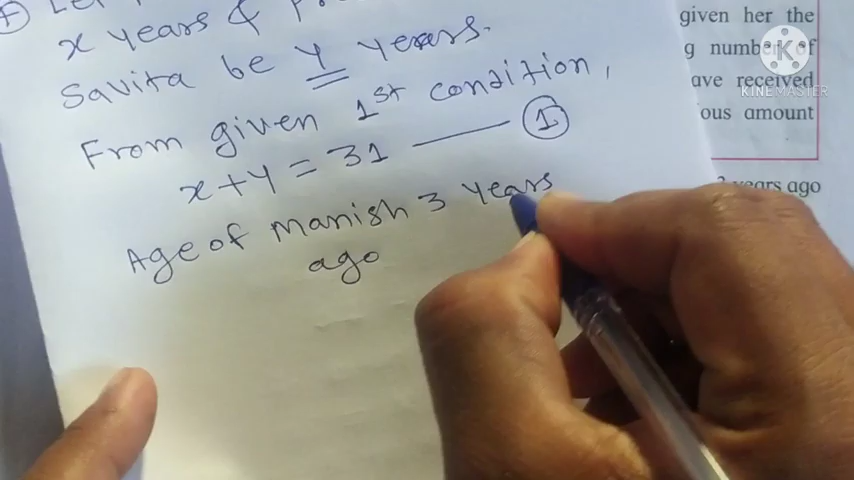 x years &
Savita be y years.
From given 1st condition,
x + y = 31 —— 1
Age of Manish 3 years
ago
given her the
g number of
ave received
ious amount
years ago
KINEMASTER